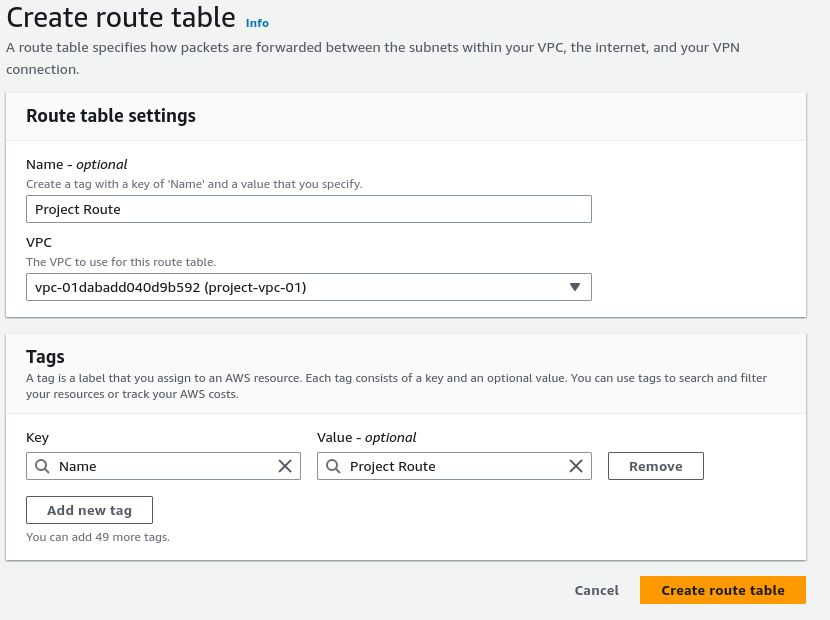 Create route table Info
A route table specifies how packets are forwarded between the subnets within your VPC, the internet, and your VPN
connection.
Route table settings
Name - optional
Create a tag with a key of 'Name' and a value that you specify.
Project Route
VPC
The VPC to use for this route table.
vpc-01dabadd040d9b592 (project-vpc-01)
Tags
A tag is a label that you assign to an AWS resource. Each tag consists of a key and an optional value. You can use tags to search and filter
your resources or track your AWS costs.
Key Value - optional
Name Project Route Remove
Add new tag
You can add 49 more tags.
Cancel Create route table